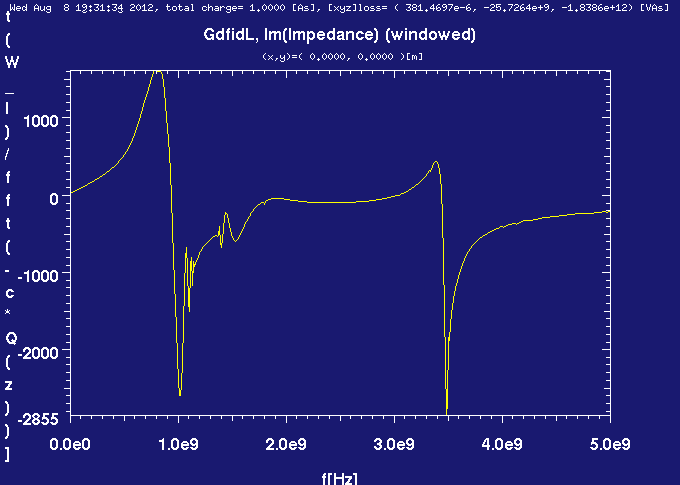 Wed Aug 8 19:31:34 2012, total charge= 1.0000 [As], [xyz]loss= ( 381.4697e-6, -25.7264e+9, -1.8386e+12) [VAs]
GdfidL, Im(Impedance) (windowed)
(x,y)=( 0.0000, 0.0000 )[m]
t(W_l)/fft(-c*Q(z))]
1000
0
-1000
-2000
-2855
0.0e0 1.0e9 2.0e9 3.0e9 4.0e9 5.0e9
f[Hz]